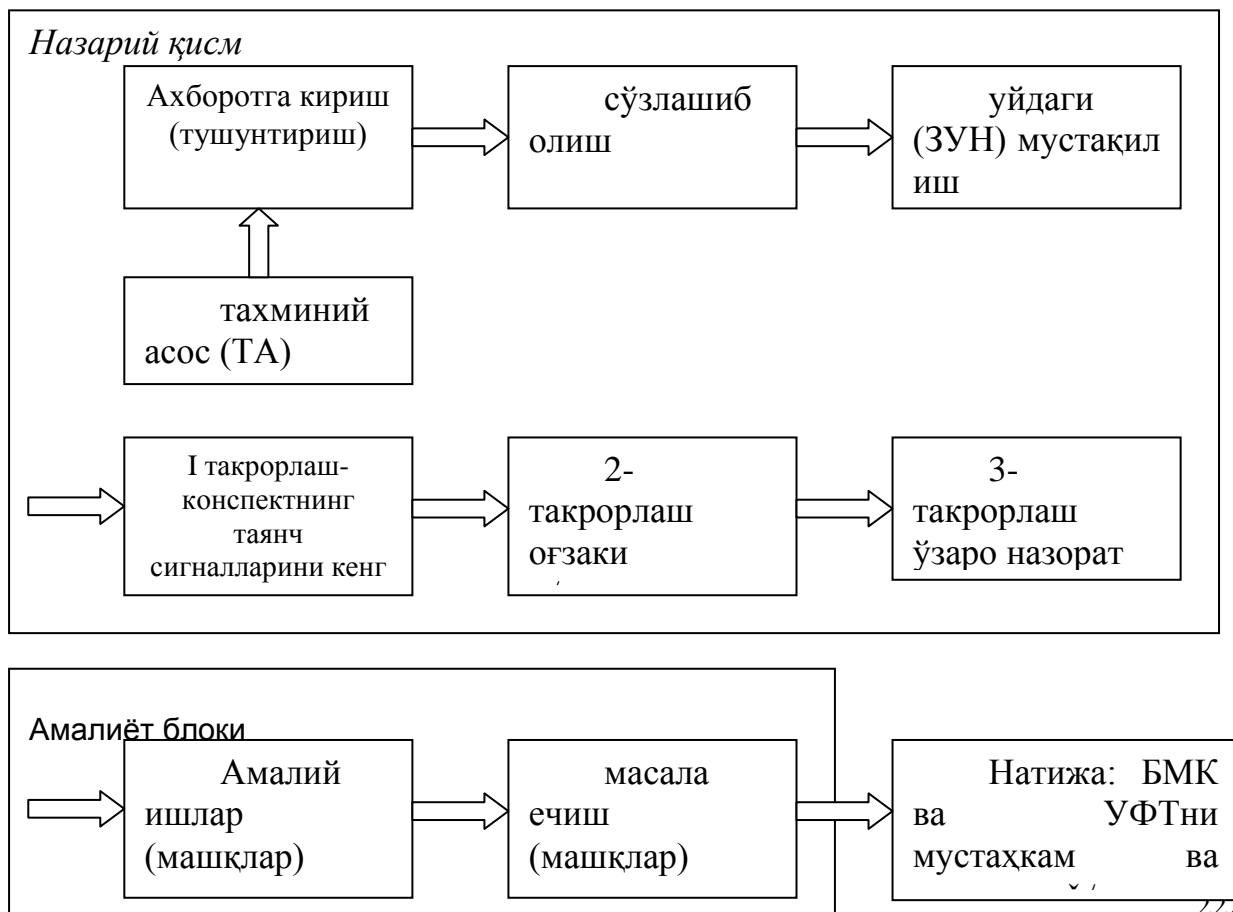 Назарий қисм
Ахборотга кириш
(тушунтириш)
сўзлашиб
олиш
уйдаги
(ЗУН) мустақил
иш
тахминий
асос (ТА)
I такрорлаш-
конспектнинг
таянч
сигналларини кенг
2-
такрорлаш
оғзаки
3-
такрорлаш
ўзаро назорат
Амалиёт блоки
Амалий
ишлар
(машқлар)
масала
ечиш
(машқлар)
Натижа: БМК
ва УФТни
мустаҳкам ва